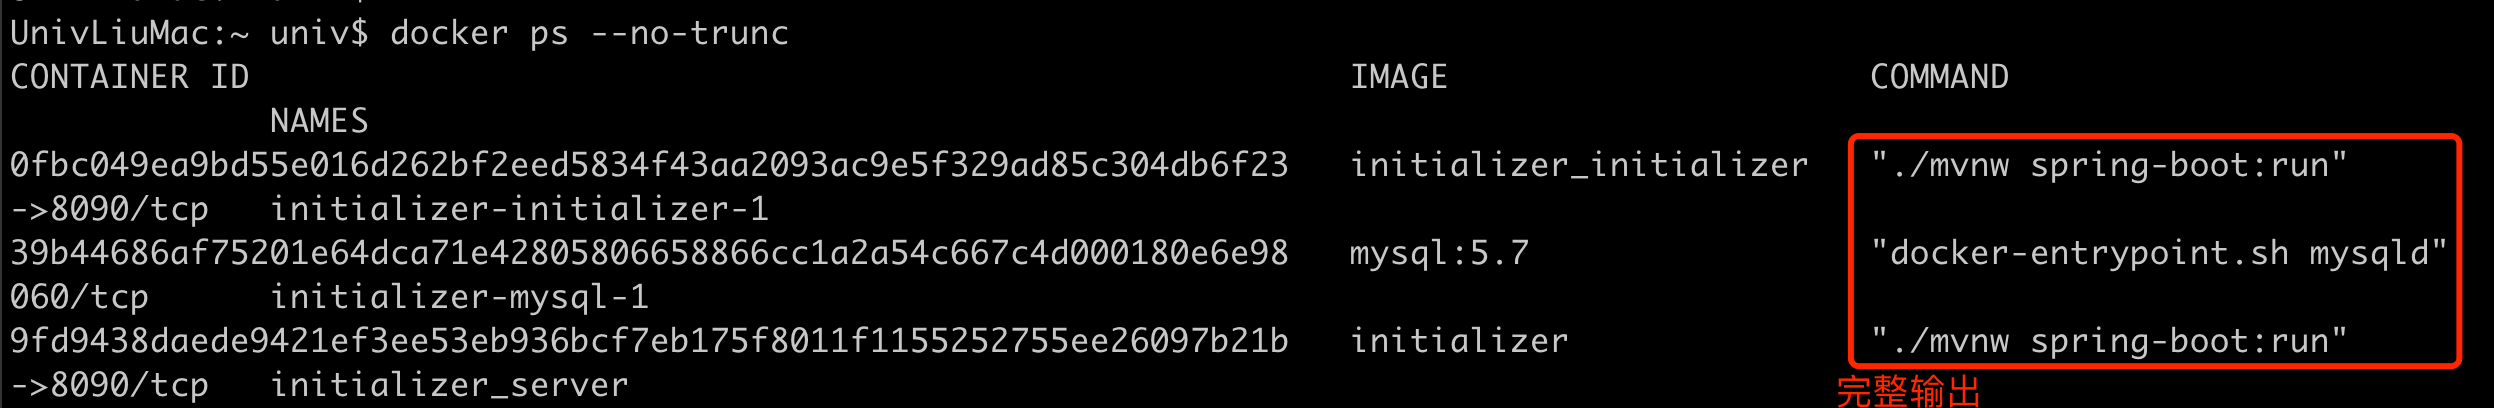 UnivLiuMac:~ univ$ docker ps --no-trunc
CONTAINER ID IMAGE COMMAND
NAMES
0fbc049ea9bd55e016d262bf2eed5834f43aa2093ac9e5f329ad85c304db6f23 initializer_initializer "./mvnw spring-boot:run"
->8090/tcp initializer-initializer-1
39b44686af75201e64dca71e42805806658866cc1a2a54c667c4d000180e6e98 mysql:5.7 "docker-entrypoint.sh mysqld"
060/tcp initializer-mysql-1
9fd9438daede9421ef3ee53eb936bcf7eb175f8011f1155252755ee26097b21b initializer "./mvnw spring-boot:run"
->8090/tcp initializer_server
完整输出